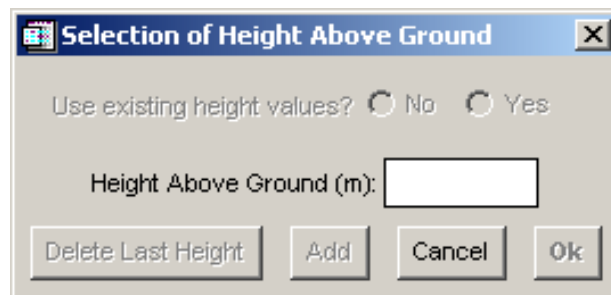 Selection of Height Above Ground
Use existing height values? No Yes
Height Above Ground (m):
Delete Last Height Add Cancel Ok